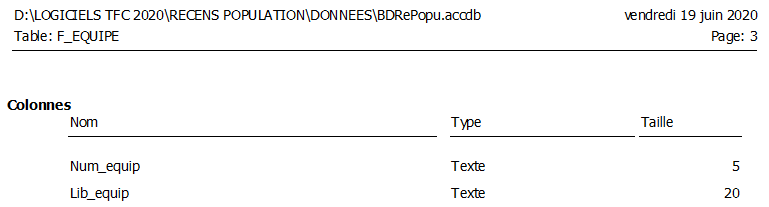 D:\LOGICIELS TFC 2020\RECENS POPULATION\DONNEES\BDRePopu.accdb vendredi 19 juin 2020
Table: F_EQUIPE Page: 3
Colonnes
Nom Type Taille
Num_equip Texte 5
Lib_equip Texte 20